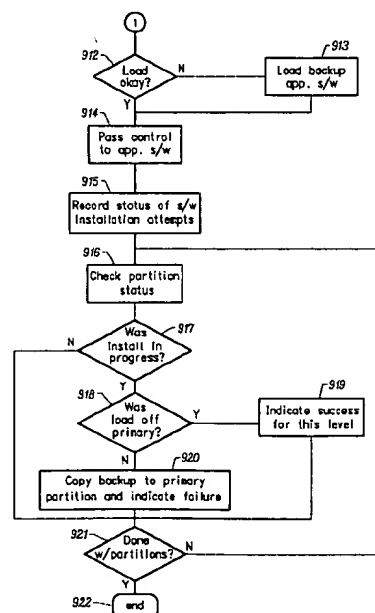 1
912
Load
okay?
N
Y
913
Load backup
app. s/w
914
Pass control
to app. s/w
915
Record status of s/w
installation attempts
916
Check partition
status
917
N
Was
install in
progress?
Y
918
Was
load off
primary?
Y
N
919
Indicate success
for this level
920
Copy backup to primary
partition and indicate failure
921
Done
w/partitions?
N
Y
922
end